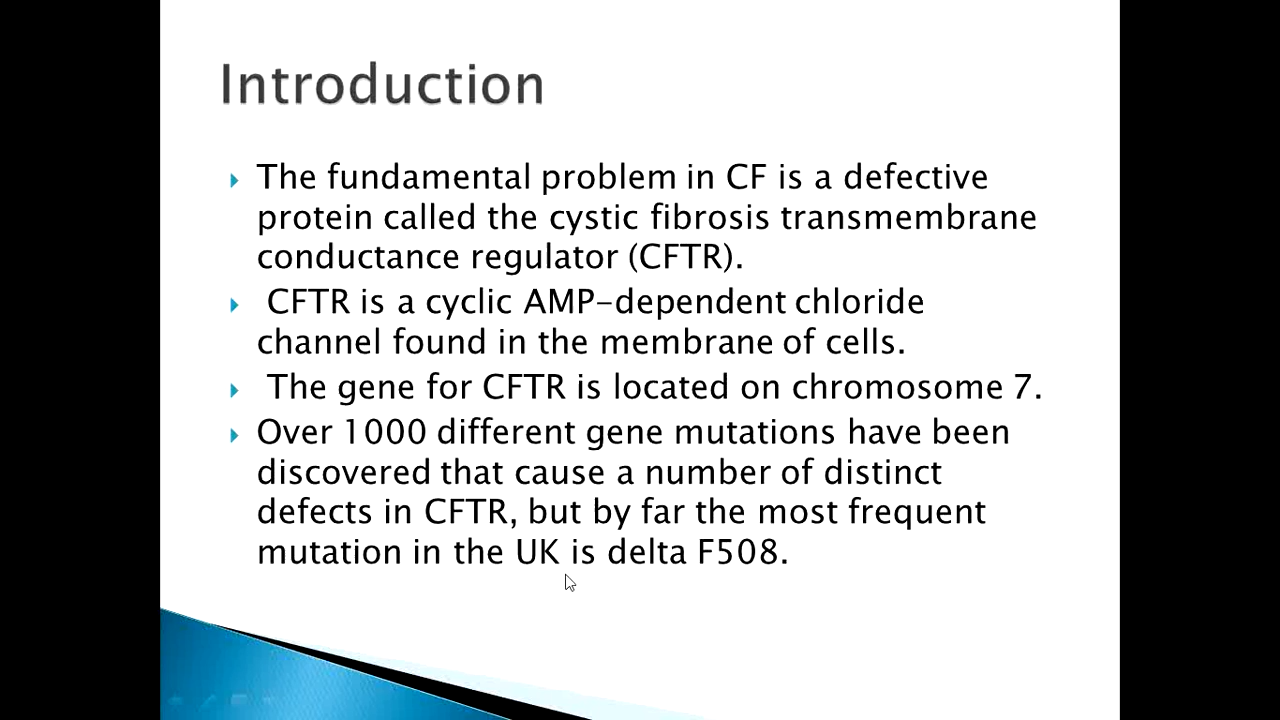 Introduction
The fundamental problem in CF is a defective
protein called the cystic fibrosis transmembrane
conductance regulator (CFTR).
CFTR is a cyclic AMP-dependent chloride
channel found in the membrane of cells.
The gene for CFTR is located on chromosome 7.
Over 1000 different gene mutations have been
discovered that cause a number of distinct
defects in CFTR, but by far the most frequent
mutation in the UK is delta F508.